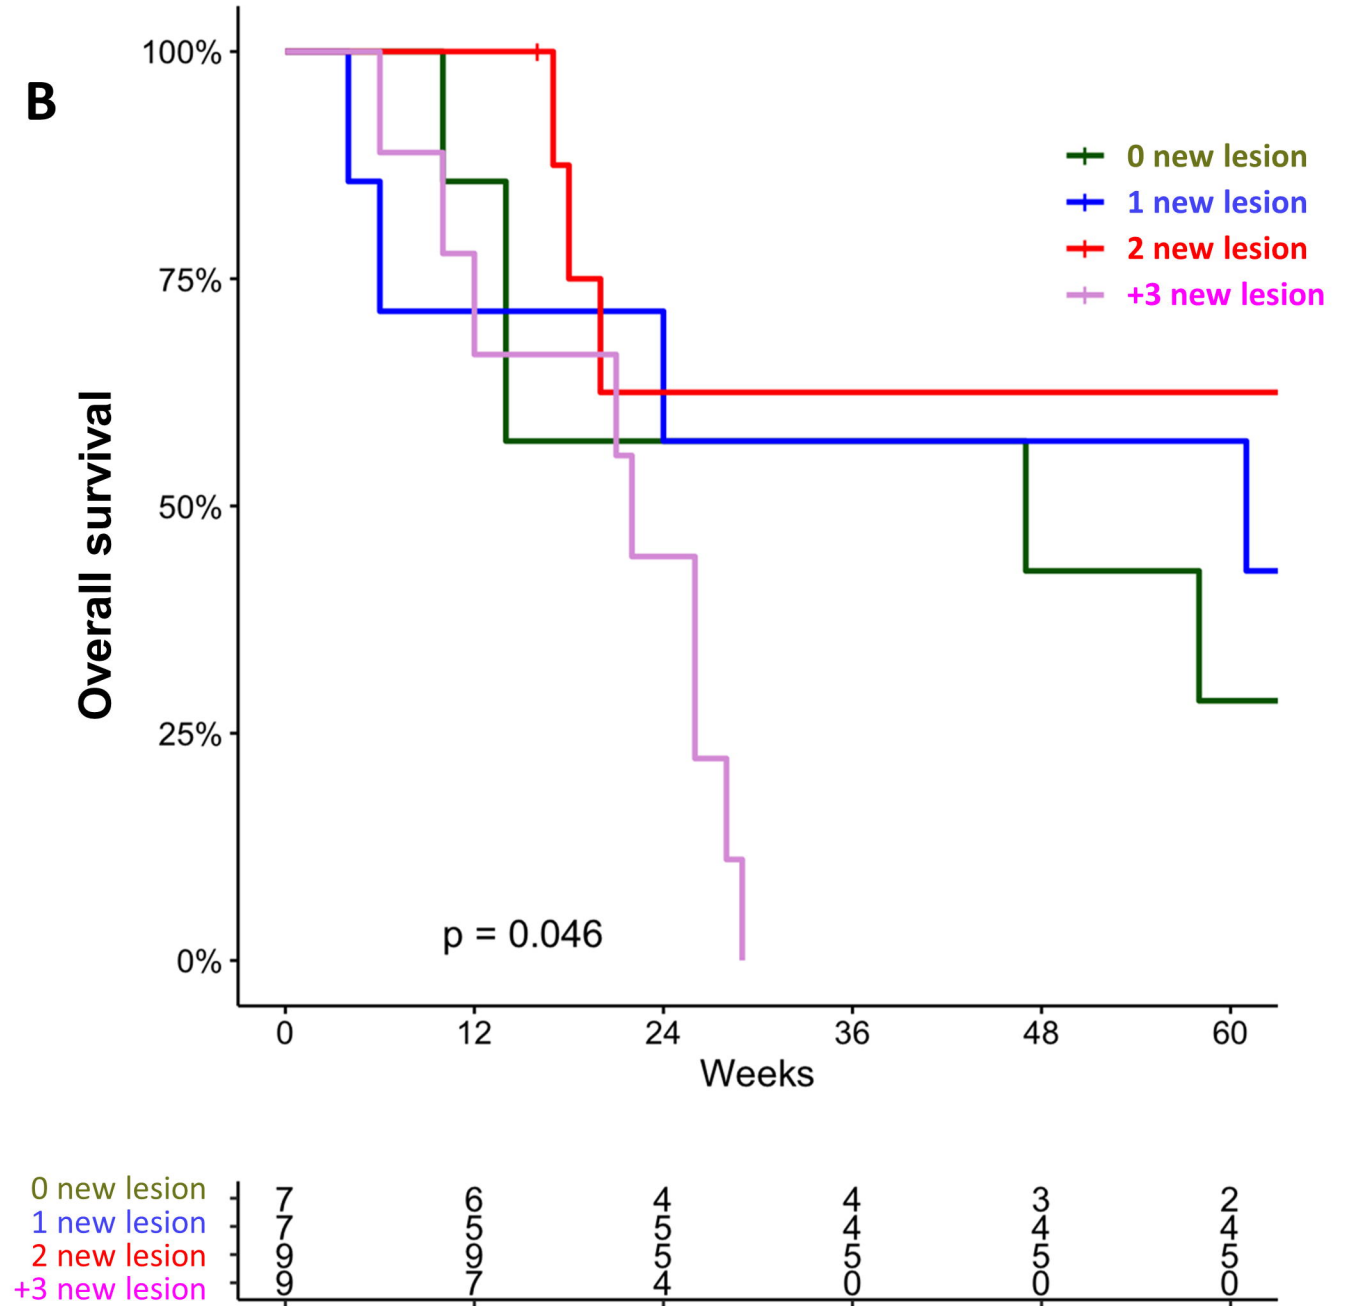 B
100%
75%
50%
25%
0%
Overall survival
0 new lesion
1 new lesion
2 new lesion
+3 new lesion
p = 0.046
0 12 24 36 48 60
Weeks
0 new lesion 7 6 4 4 3 2
1 new lesion 7 5 5 4 4 4
2 new lesion 9 9 5 5 5 5
+3 new lesion 9 7 4 0 0 0